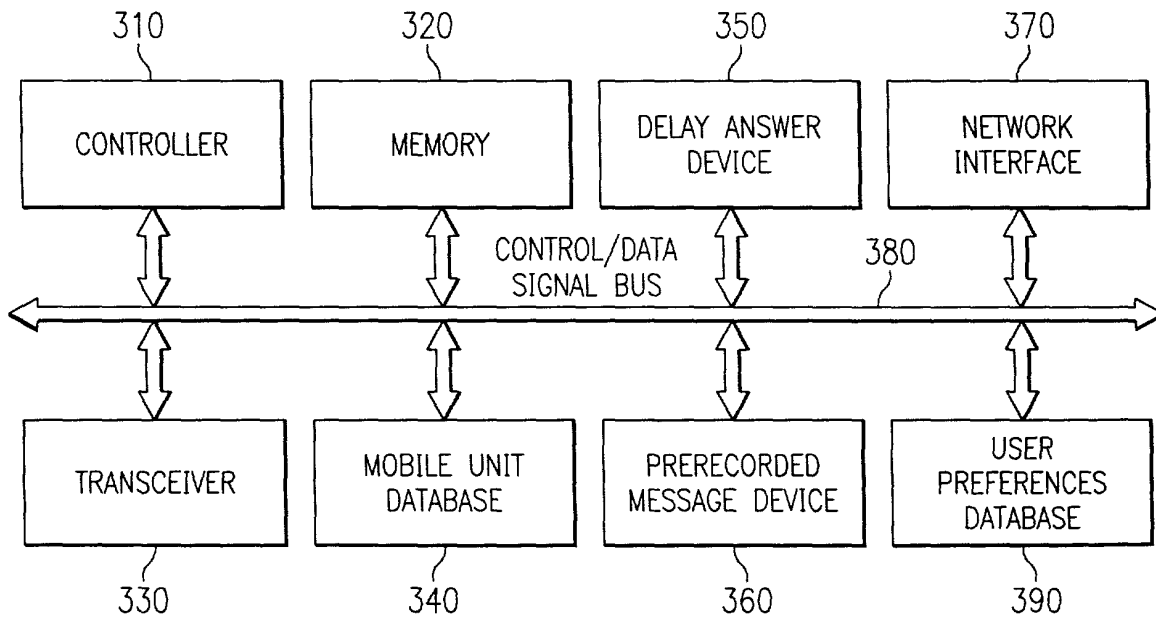 310
320
350
370
CONTROLLER
MEMORY
DELAY ANSWER
DEVICE
NETWORK
INTERFACE
CONTROL/DATA
SIGNAL BUS
380
TRANSCEIVER
MOBILE UNIT
DATABASE
PRERECORDED
MESSAGE DEVICE
USER
PREFERENCES
DATABASE
330
340
360
390